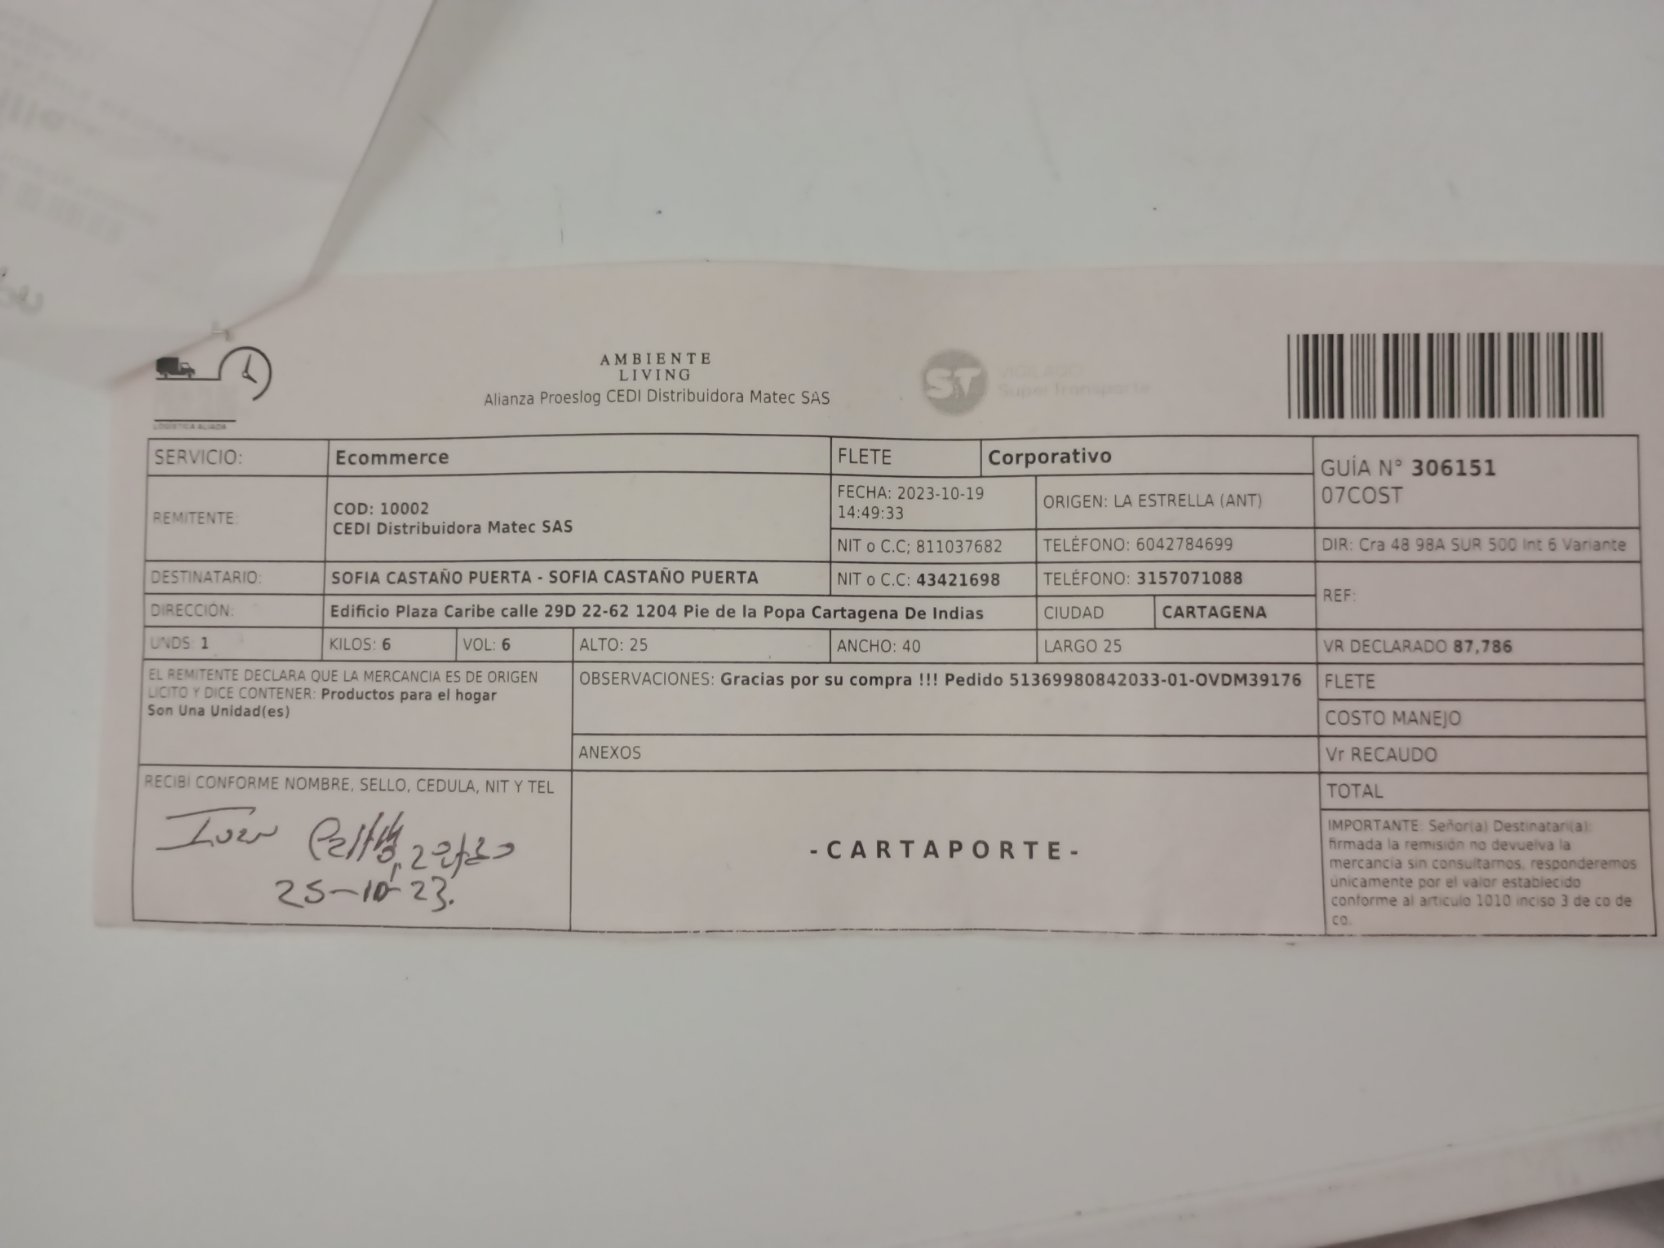 AMBIENTE
LIVING
Alianza Proeslog CEDI Distribuidora Matec SAS
LOGÍSTICA ALIADA
ST
VIGILADO
SuperTransporte
SERVICIO: Ecommerce
FLETE Corporativo
GUÍA N° 306151
07COST
REMITENTE:
COD: 10002
CEDI Distribuidora Matec SAS
FECHA: 2023-10-19
14:49:33
ORIGEN: LA ESTRELLA (ANT)
NIT o C.C; 811037682
TELÉFONO: 6042784699
DIR: Cra 48 98A SUR 500 Int 6 Variante
DESTINATARIO: SOFIA CASTAÑO PUERTA - SOFIA CASTAÑO PUERTA
NIT o C.C: 43421698
TELÉFONO: 3157071088
REF:
DIRECCIÓN: Edificio Plaza Caribe calle 29D 22-62 1204 Pie de la Popa Cartagena De Indias
CIUDAD CARTAGENA
UNDS: 1
KILOS: 6
VOL: 6
ALTO: 25
ANCHO: 40
LARGO 25
VR DECLARADO 87,786
EL REMITENTE DECLARA QUE LA MERCANCIA ES DE ORIGEN
LICITO Y DICE CONTENER: Productos para el hogar
Son Una Unidad(es)
OBSERVACIONES: Gracias por su compra !!! Pedido 51369980842033-01-OVDM39176
FLETE
COSTO MANEJO
ANEXOS
Vr RECAUDO
RECIBÍ CONFORME NOMBRE, SELLO, CEDULA, NIT Y TEL
TOTAL
25-10-23.
-CARTAPORTE-
IMPORTANTE: Señor(a) Destinatari(a):
firmada la remisión no devuelva la
mercancía sin consultarnos, responderemos
únicamente por el valor establecido
conforme al artículo 1010 inciso 3 de co de
co.